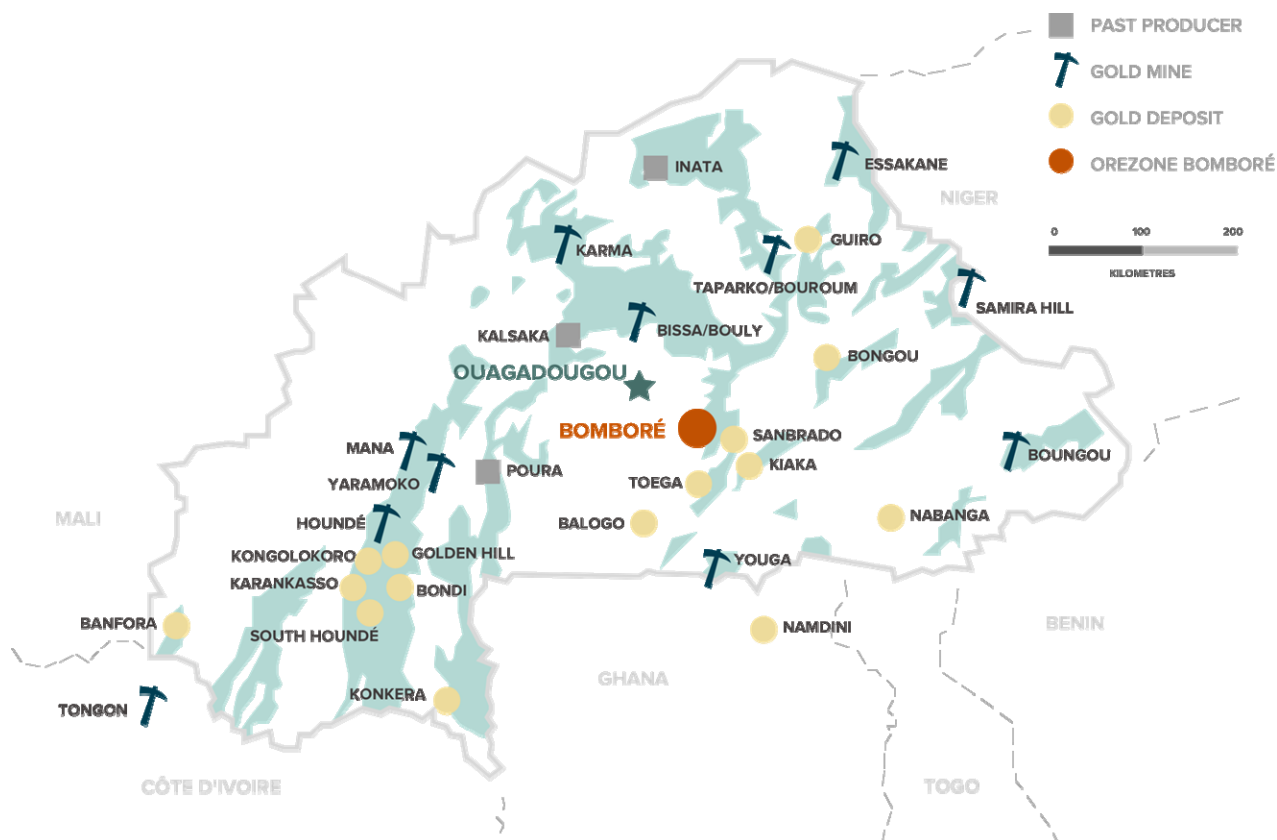 PAST PRODUCER
GOLD MINE
GOLD DEPOSIT
OREZONE BOMBORÉ
0 100 200
KILOMETRES
INATA
ESSAKANE
NIGER
KARMA
GUIRO
TAPARKO/BOUROUM
SAMIRA HILL
KALSAKA
BISSA/BOULY
BONGOU
OUAGADOUGOU
BOMBORÉ
SANBRADO
MANA
KIAKA
BOUNGOU
YARAMOKO
POURA
TOEGA
MALI
HOUNDÉ
BALOGO
NABANGA
KONGOLOKORO
GOLDEN HILL
YOUGA
KARANKASSO
BONDI
BANFORA
SOUTH HOUNDÉ
NAMDINI
BENIN
GHANA
KONKERA
TONGON
CÔTE D'IVOIRE
TOGO